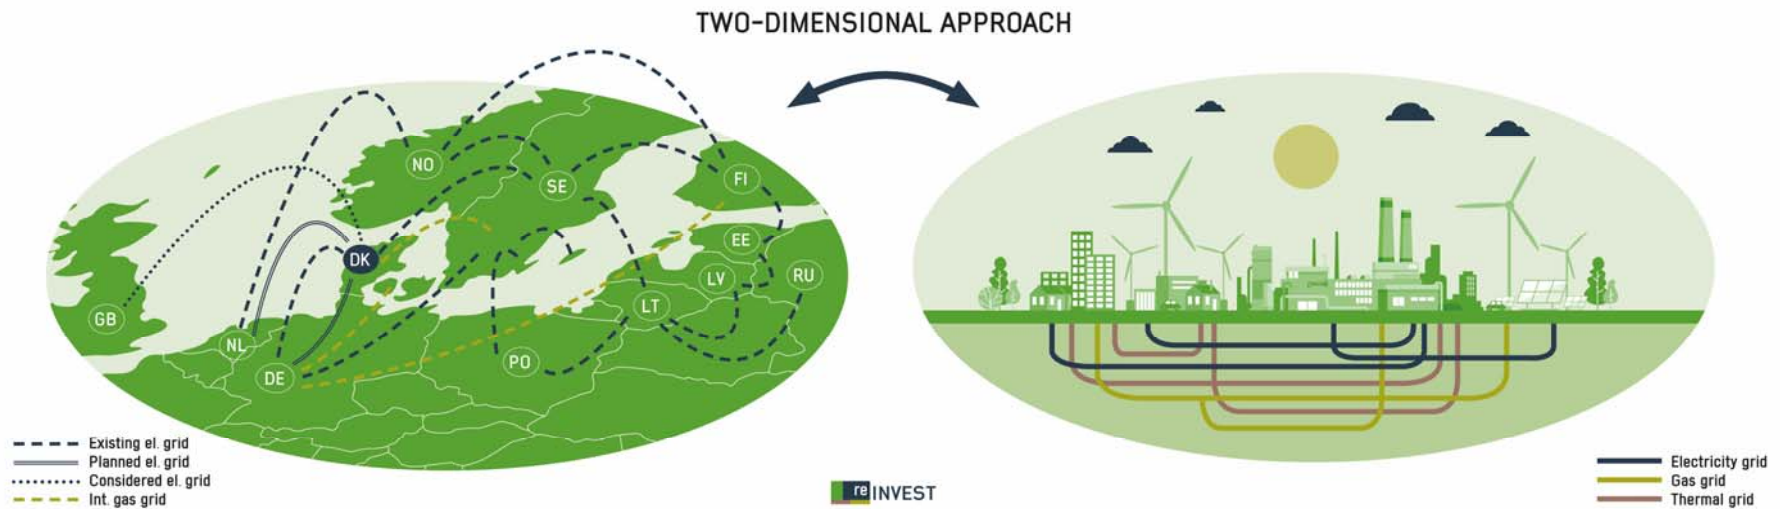 TWO-DIMENSIONAL APPROACH
NO
SE
FI
DK
EE
LV
RU
GB
LT
NL
PO
DE
Existing el. grid
Planned el. grid
Considered el. grid
Int. gas grid
re INVEST
Electricity grid
Gas grid
Thermal grid